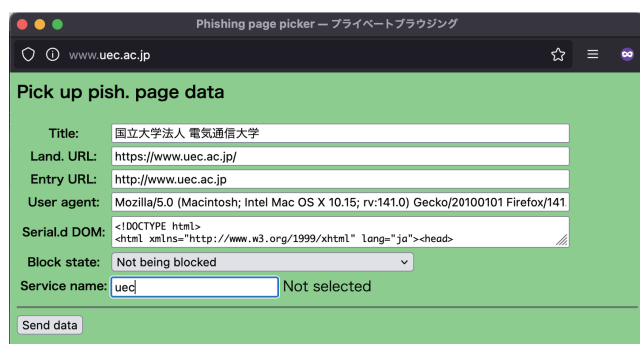 Phishing page picker — プライベートブラウジング
www.uec.ac.jp
Pick up pish. page data
Title: 国立大学法人 電気通信大学
Land. URL: https://www.uec.ac.jp/
Entry URL: http://www.uec.ac.jp
User agent: Mozilla/5.0 (Macintosh; Intel Mac OS X 10.15; rv:141.0) Gecko/20100101 Firefox/141.
Serial.d DOM: <!DOCTYPE html>
<html xmlns="http://www.w3.org/1999/xhtml" lang="ja"><head>
Block state: Not being blocked
Service name: uec Not selected
Send data